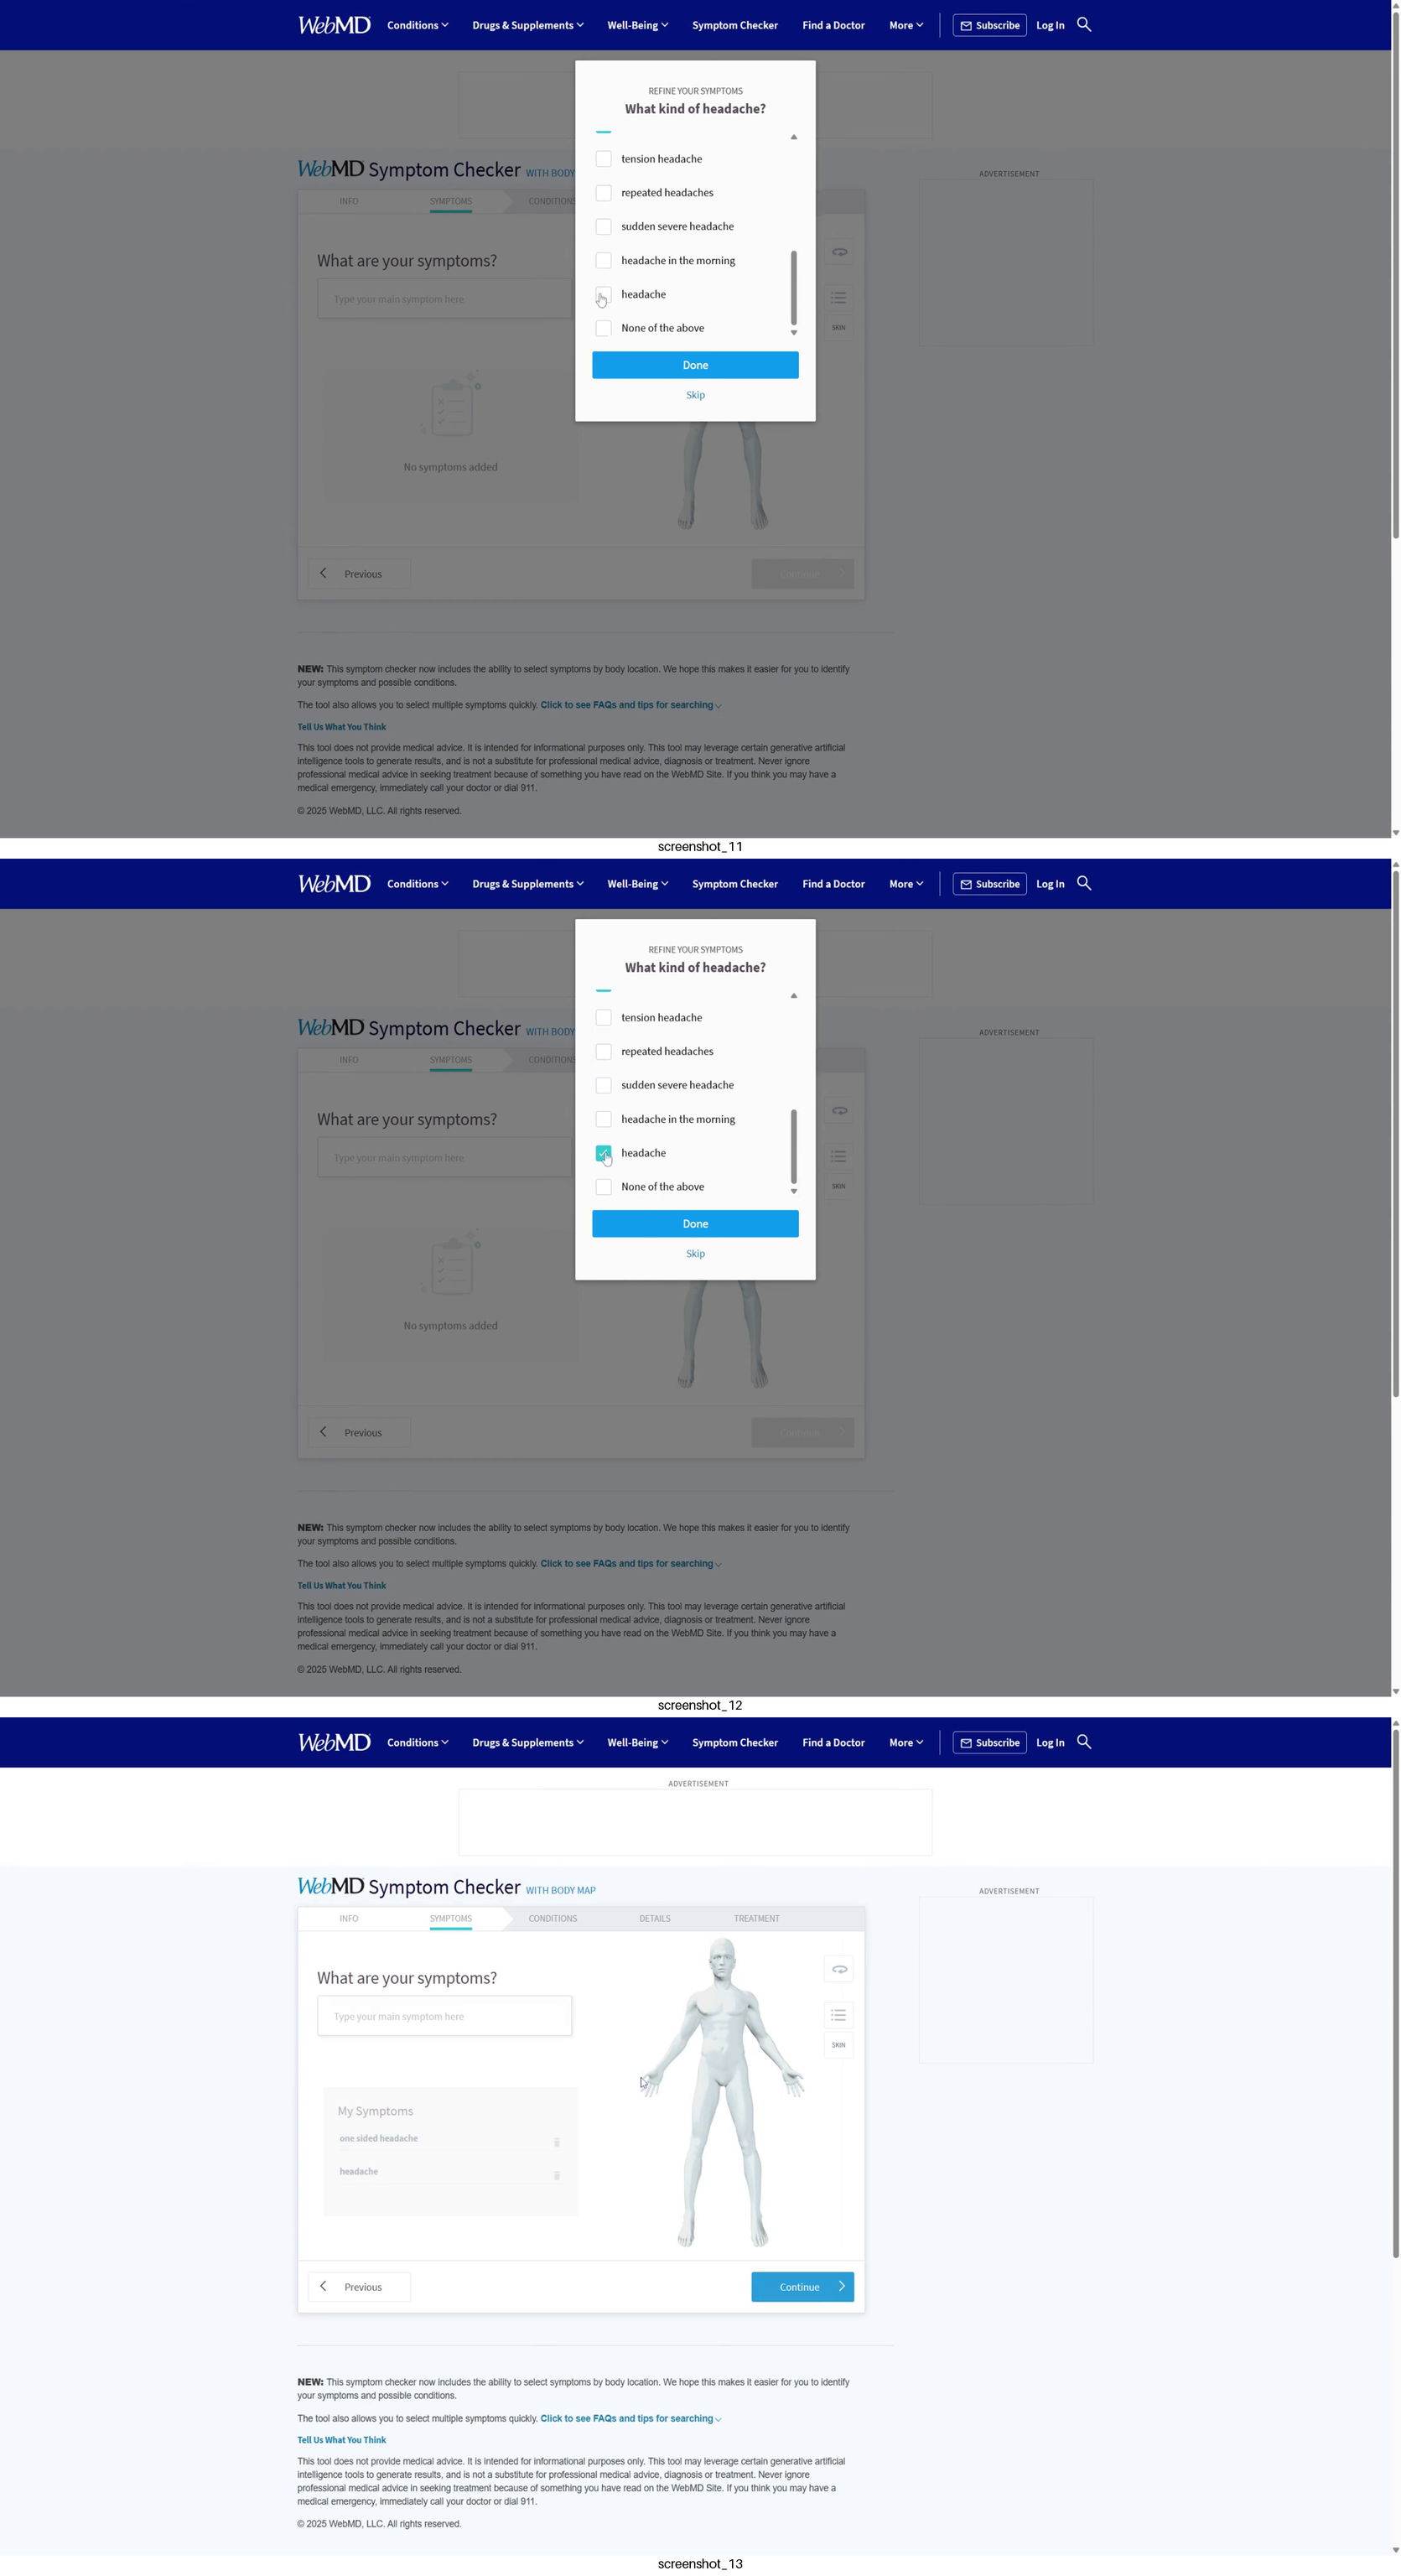 WebMD Conditions Drugs & Supplements Well-Being Symptom Checker Find a Doctor More Subscribe Log In
REFINE YOUR SYMPTOMS
What kind of headache?
tension headache
repeated headaches
sudden severe headache
headache in the morning
headache
None of the above
Done
Skip
WebMD Symptom Checker WITH BODY
ADVERTISEMENT
INFO SYMPTOMS CONDITIONS
What are your symptoms?
Type your main symptom here
SKIN
No symptoms added
Previous Continue
NEW: This symptom checker now includes the ability to select symptoms by body location. We hope this makes it easier for you to identify
your symptoms and possible conditions.
The tool also allows you to select multiple symptoms quickly. Click to see FAQs and tips for searching
Tell Us What You Think
This tool does not provide medical advice. It is intended for informational purposes only. This tool may leverage certain generative artificial
intelligence tools to generate results, and is not a substitute for professional medical advice, diagnosis or treatment. Never ignore
professional medical advice in seeking treatment because of something you have read on the WebMD Site. If you think you may have a
medical emergency, immediately call your doctor or dial 911.
© 2025 WebMD, LLC. All rights reserved.
screenshot_11
WebMD Conditions Drugs & Supplements Well-Being Symptom Checker Find a Doctor More Subscribe Log In
REFINE YOUR SYMPTOMS
What kind of headache?
tension headache
repeated headaches
sudden severe headache
headache in the morning
headache
None of the above
Done
Skip
WebMD Symptom Checker WITH BODY
ADVERTISEMENT
INFO SYMPTOMS CONDITIONS
What are your symptoms?
Type your main symptom here
SKIN
No symptoms added
Previous Continue
NEW: This symptom checker now includes the ability to select symptoms by body location. We hope this makes it easier for you to identify
your symptoms and possible conditions.
The tool also allows you to select multiple symptoms quickly. Click to see FAQs and tips for searching
Tell Us What You Think
This tool does not provide medical advice. It is intended for informational purposes only. This tool may leverage certain generative artificial
intelligence tools to generate results, and is not a substitute for professional medical advice, diagnosis or treatment. Never ignore
professional medical advice in seeking treatment because of something you have read on the WebMD Site. If you think you may have a
medical emergency, immediately call your doctor or dial 911.
© 2025 WebMD, LLC. All rights reserved.
screenshot_12
WebMD Conditions Drugs & Supplements Well-Being Symptom Checker Find a Doctor More Subscribe Log In
ADVERTISEMENT
WebMD Symptom Checker WITH BODY MAP
ADVERTISEMENT
INFO SYMPTOMS CONDITIONS DETAILS TREATMENT
What are your symptoms?
Type your main symptom here
SKIN
My Symptoms
one sided headache
headache
Previous Continue
NEW: This symptom checker now includes the ability to select symptoms by body location. We hope this makes it easier for you to identify
your symptoms and possible conditions.
The tool also allows you to select multiple symptoms quickly. Click to see FAQs and tips for searching
Tell Us What You Think
This tool does not provide medical advice. It is intended for informational purposes only. This tool may leverage certain generative artificial
intelligence tools to generate results, and is not a substitute for professional medical advice, diagnosis or treatment. Never ignore
professional medical advice in seeking treatment because of something you have read on the WebMD Site. If you think you may have a
medical emergency, immediately call your doctor or dial 911.
© 2025 WebMD, LLC. All rights reserved.
screenshot_13